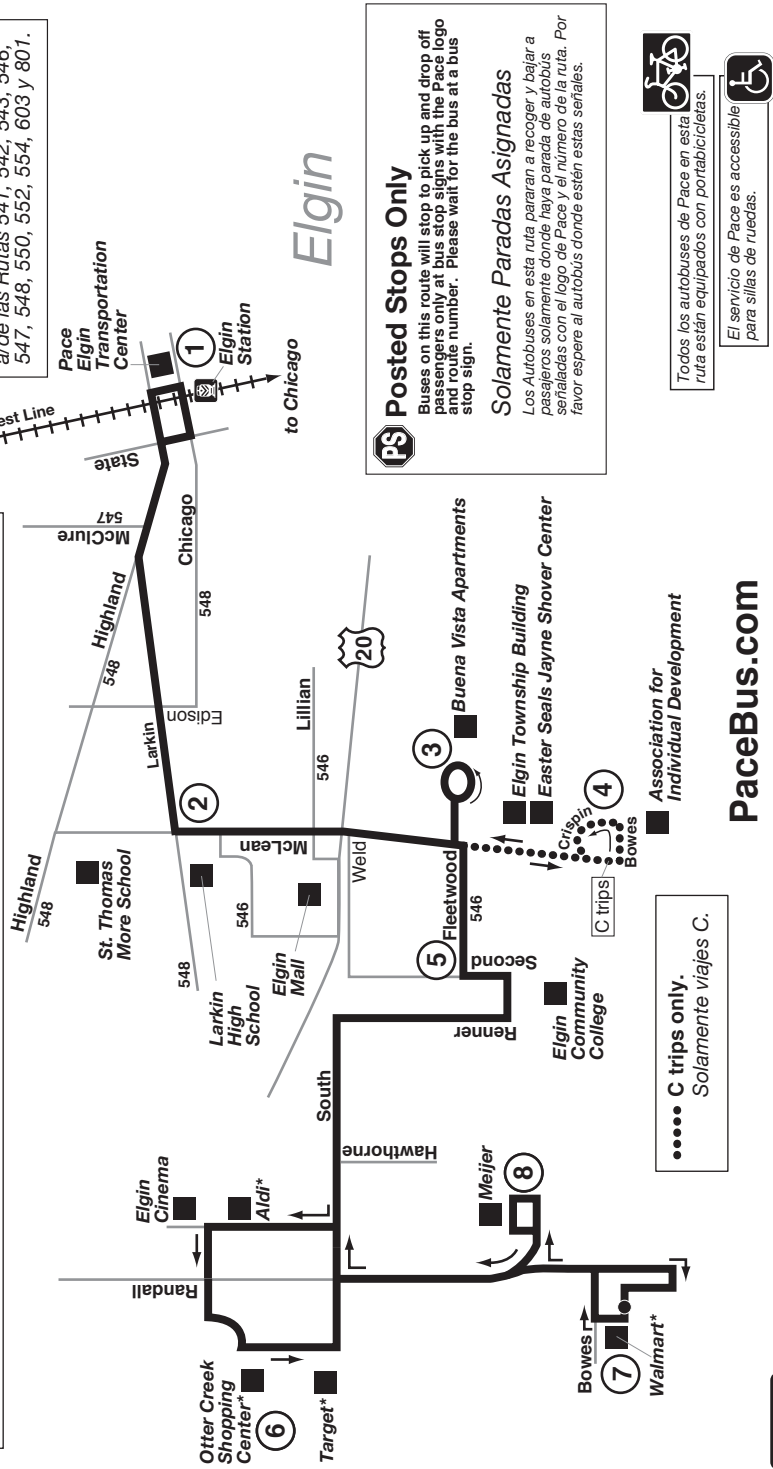 a/de las Rutas 541, 542, 543, 546,
547, 548, 550, 552, 554, 603 y 801.
Elgin
Pace
Elgin
Transportation
Center
1
Elgin
Station
est Line
to Chicago
State
McClure
547
Highland
548
Chicago
548
Larkin
Edison
2
Highland
548
St. Thomas
More School
548
Larkin
High
School
546
McLean
Elgin
Mall
Lillian
546
20
Weld
3
Buena Vista Apartments
Elgin Township Building
Easter Seals Jayne Shover Center
Crispin
4
Bowes
C trips
Association for
Individual Development
Fleetwood
546
5
Second
Renner
Elgin
Community
College
South
Hawthorne
Elgin
Cinema
Aldi*
Randall
Otter Creek
Shopping
Center*
6
Target*
Meijer
8
Bowes
7
Walmart*
C trips only.
Solamente viajes C.
PS Posted Stops Only
Buses on this route will stop to pick up and drop off
passengers only at bus stop signs with the Pace logo
and route number. Please wait for the bus at a bus
stop sign.
Solamente Paradas Asignadas
Los Autobuses en esta ruta pararan a recoger y bajar a
pasajeros solamente donde haya parada de autobús
señaladas con el logo de Pace y el número de la ruta. Por
favor espere al autobús donde estén estas señales.
Todos los autobuses de Pace en esta
ruta están equipados con portabicicletas.
El servicio de Pace es accessible
para sillas de ruedas.
PaceBus.com